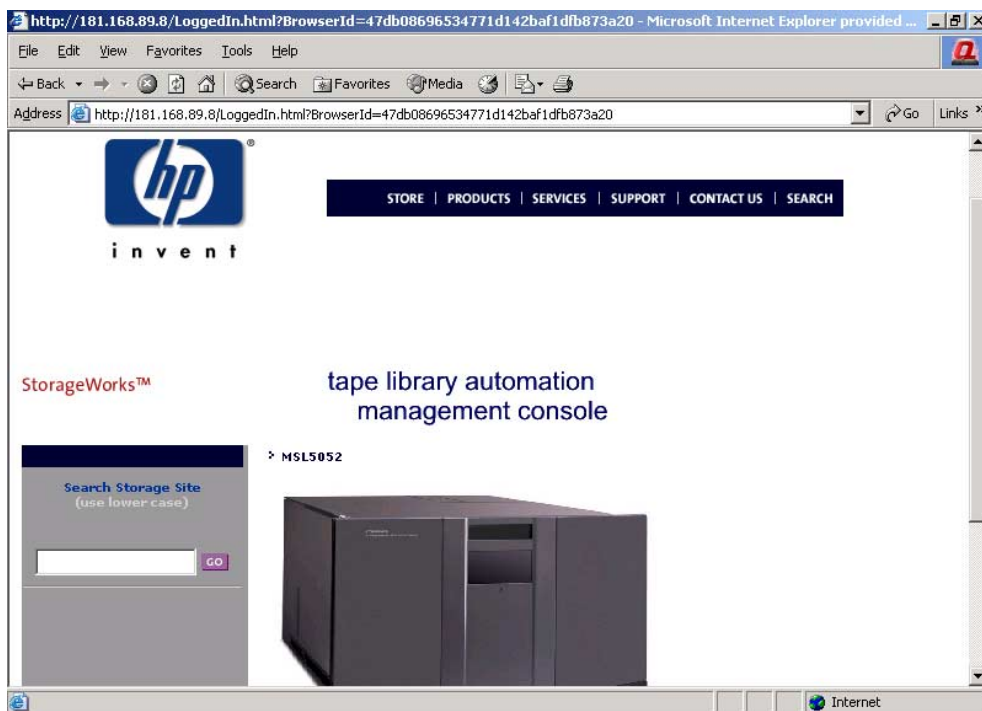 http://181.168.89.8/LoggedIn.html?BrowserId=47db08696534771d142baf1dfb873a20 - Microsoft Internet Explorer provided ...
File Edit View Favorites Tools Help
Back Search Favorites Media
Address http://181.168.89.8/LoggedIn.html?BrowserId=47db08696534771d142baf1dfb873a20 Go Links »
hp ®
invent
STORE | PRODUCTS | SERVICES | SUPPORT | CONTACT US | SEARCH
StorageWorks™
tape library automation
management console
MSL5052
Search Storage Site
(use lower case)
GO
Internet